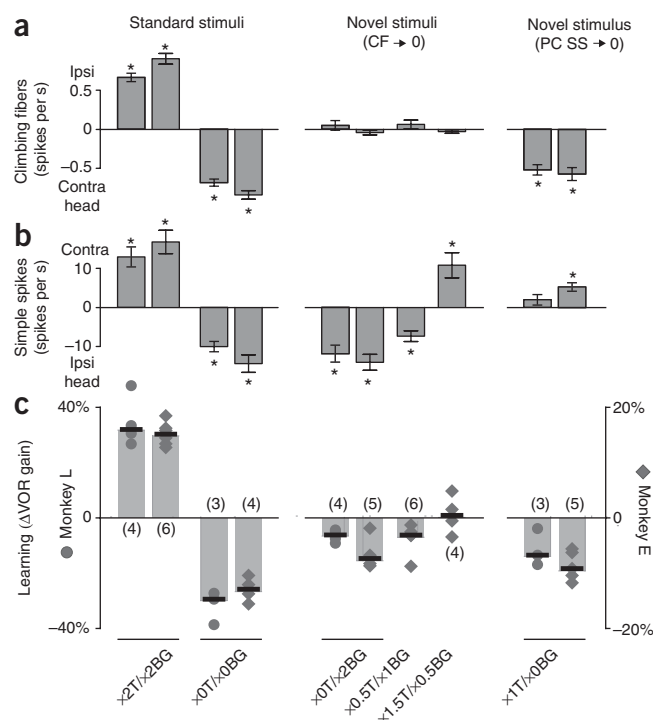 a
Standard stimuli
Novel stimuli
(CF → 0)
Novel stimulus
(PC SS → 0)
Climbing fibers
(spikes per s)
Ipsi
0.5
0
−0.5
Contra
head
* * * * * *
b
Simple spikes
(spikes per s)
Contra
10
0
−10
Ipsi
head
* * * * * * * * *
c
Learning (ΔVOR gain)
Monkey L
40%
0
−40%
20%
0
−20%
Monkey E
(4) (6) (3) (4) (4) (5) (6) (4) (3) (5)
×2T/×2BG
×0T/×0BG
×0T/×2BG
×0.5T/×1BG
×1.5T/×0.5BG
×1T/×0BG